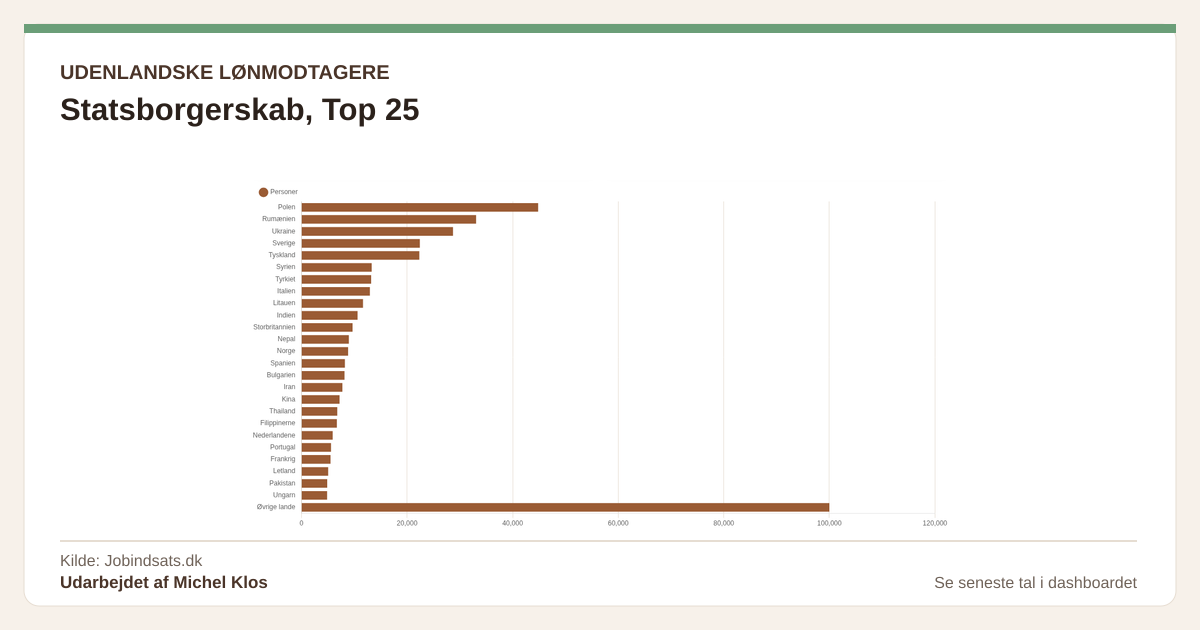 UDENLANDSKE LØNMODTAGERE
Statsborgerskab, Top 25
Personer
Polen
Rumænien
Ukraine
Sverige
Tyskland
Syrien
Tyrkiet
Italien
Litauen
Indien
Storbritannien
Nepal
Norge
Spanien
Bulgarien
Iran
Kina
Thailand
Filippinerne
Nederlandene
Portugal
Frankrig
Letland
Pakistan
Ungarn
Øvrige lande
0 20,000 40,000 60,000 80,000 100,000 120,000
Kilde: Jobindsats.dk
Udarbejdet af Michel Klos
Se seneste tal i dashboardet